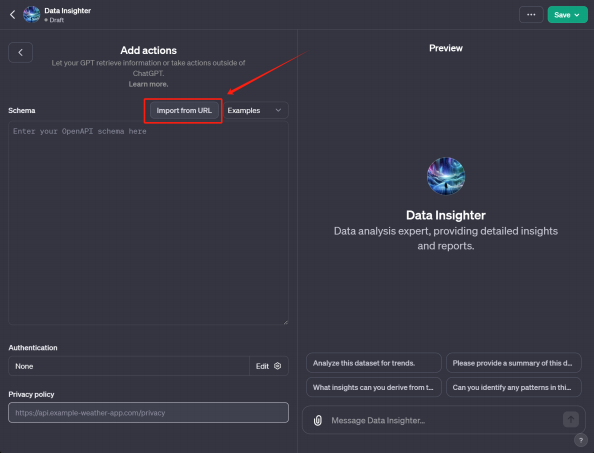 Data Insighter
Draft
Save
Add actions
Let your GPT retrieve information or take actions outside of
ChatGPT.
Learn more.
Schema
Import from URL
Examples
Enter your OpenAPI schema here
Authentication
None
Edit
Privacy policy
https://api.example-weather-app.com/privacy
Preview
Data Insighter
Data analysis expert, providing detailed insights
and reports.
Analyze this dataset for trends.
Please provide a summary of this d...
What insights can you derive from t...
Can you identify any patterns in thi...
Message Data Insighter...
?